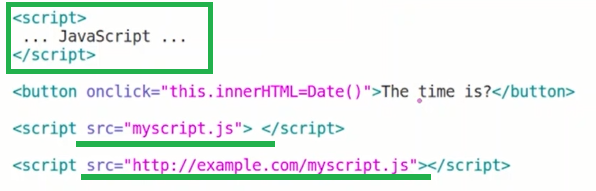 <script>
... JavaScript ...
</script>
<button onclick="this.innerHTML=Date()">The time is?</button>
<script src="myscript.js"> </script>
<script src="http://example.com/myscript.js"></script>